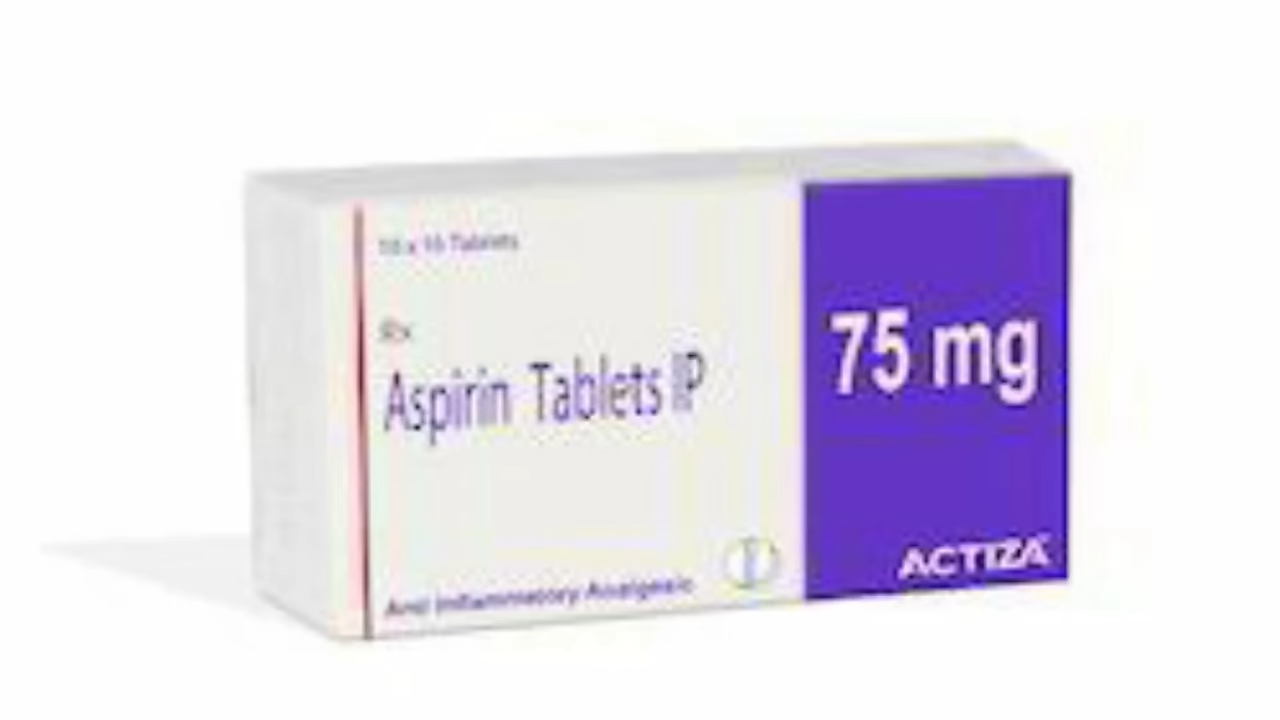 10 x 10 Tablets
Rx
Aspirin Tablets IP
75 mg
Anti Inflammatory-Analgesic
ACTIZA